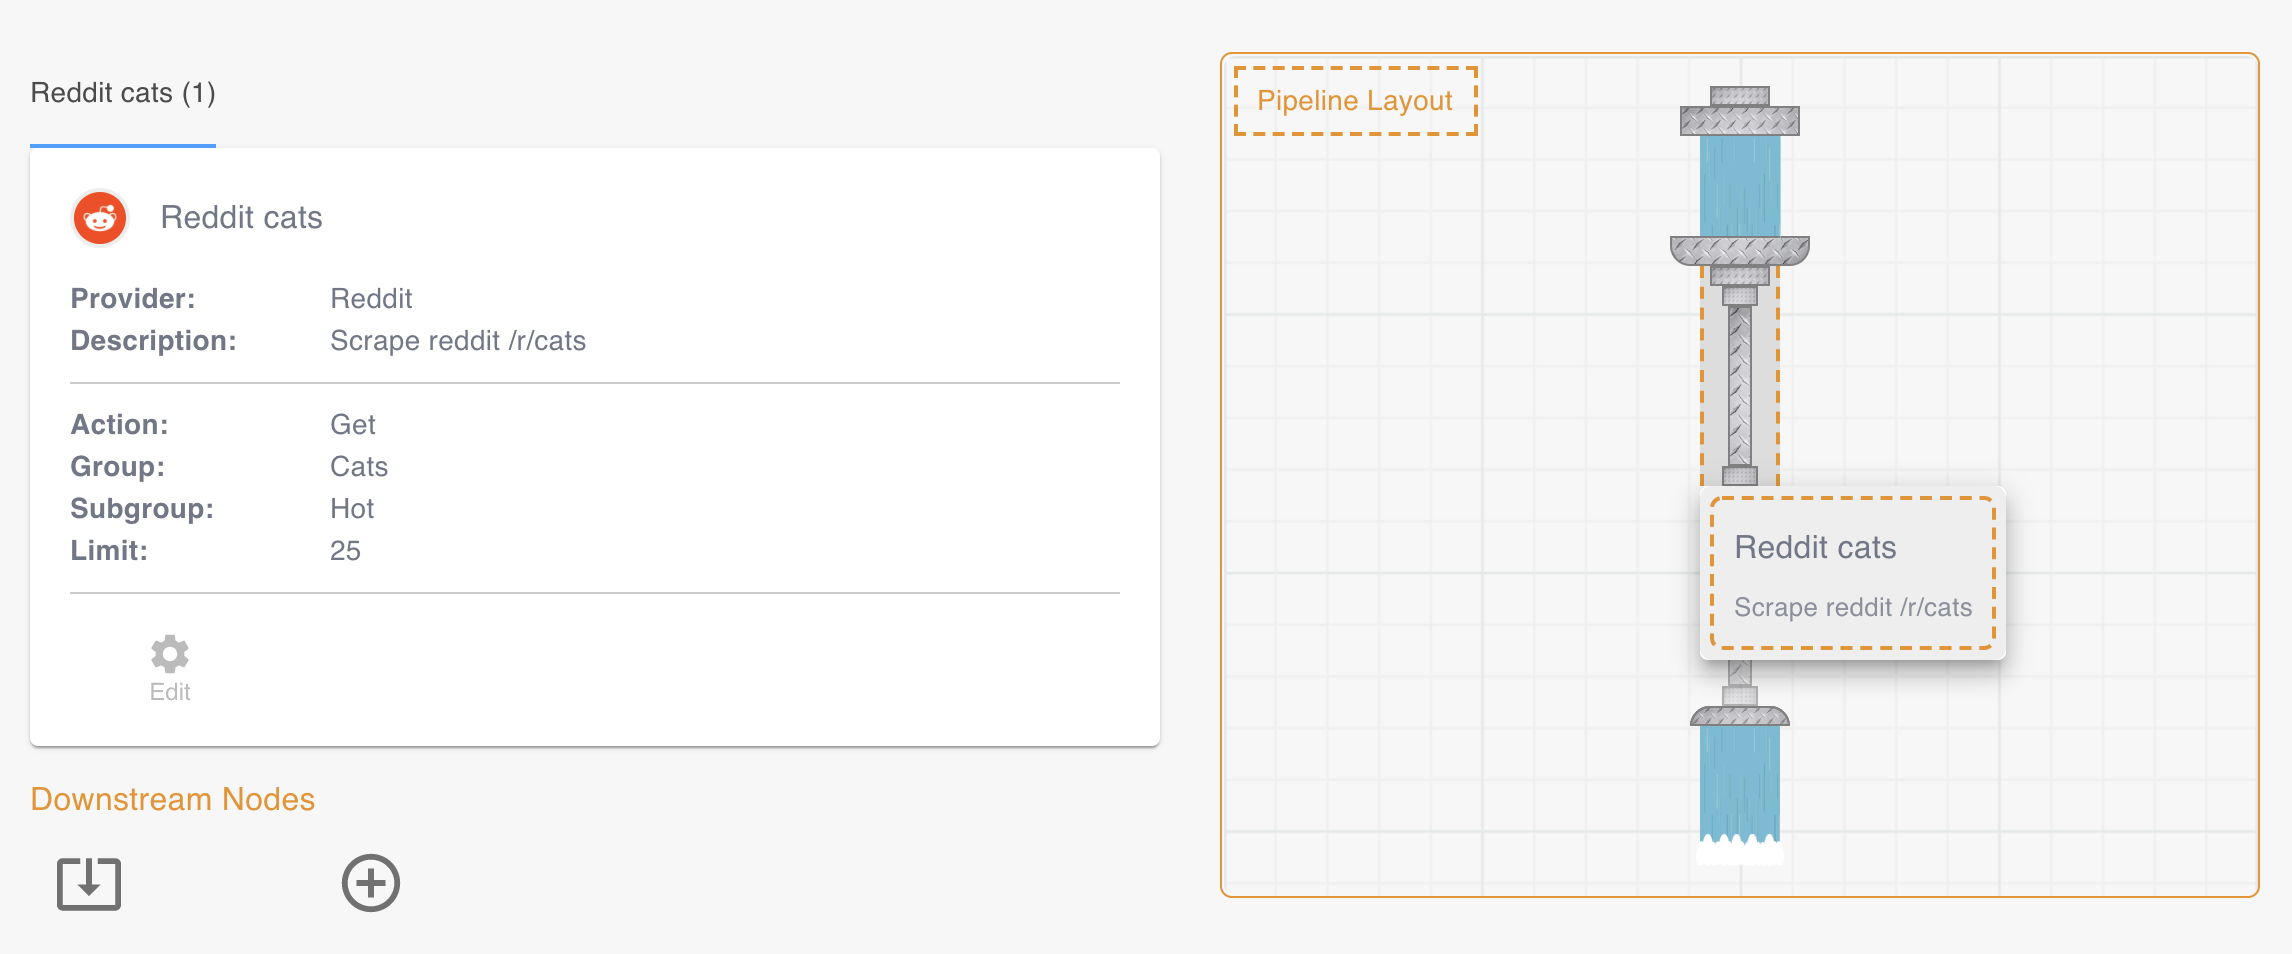 Reddit cats (1)
Reddit cats
Provider: Reddit
Description: Scrape reddit /r/cats
Action: Get
Group: Cats
Subgroup: Hot
Limit: 25
Edit
Downstream Nodes
Pipeline Layout
Reddit cats
Scrape reddit /r/cats